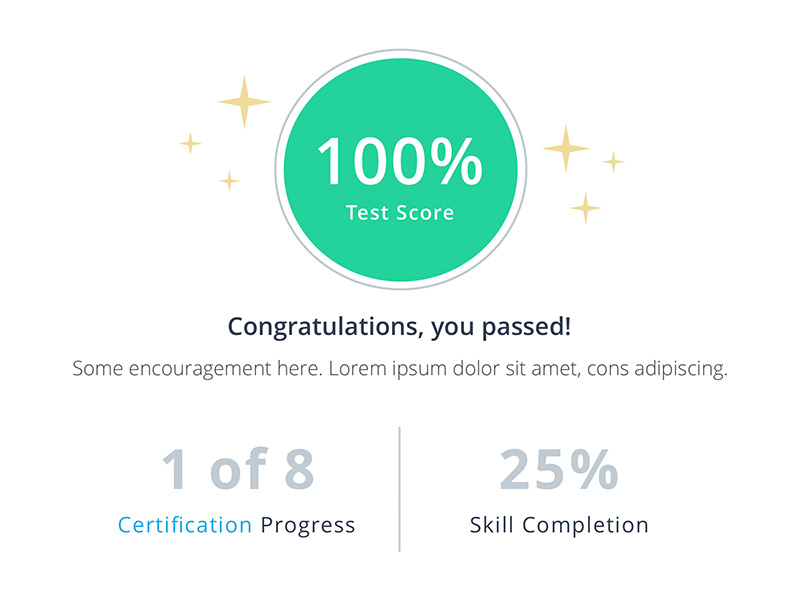 100%
Test Score
Congratulations, you passed!
Some encouragement here. Lorem ipsum dolor sit amet, cons adipiscing.
1 of 8
Certification Progress
25%
Skill Completion